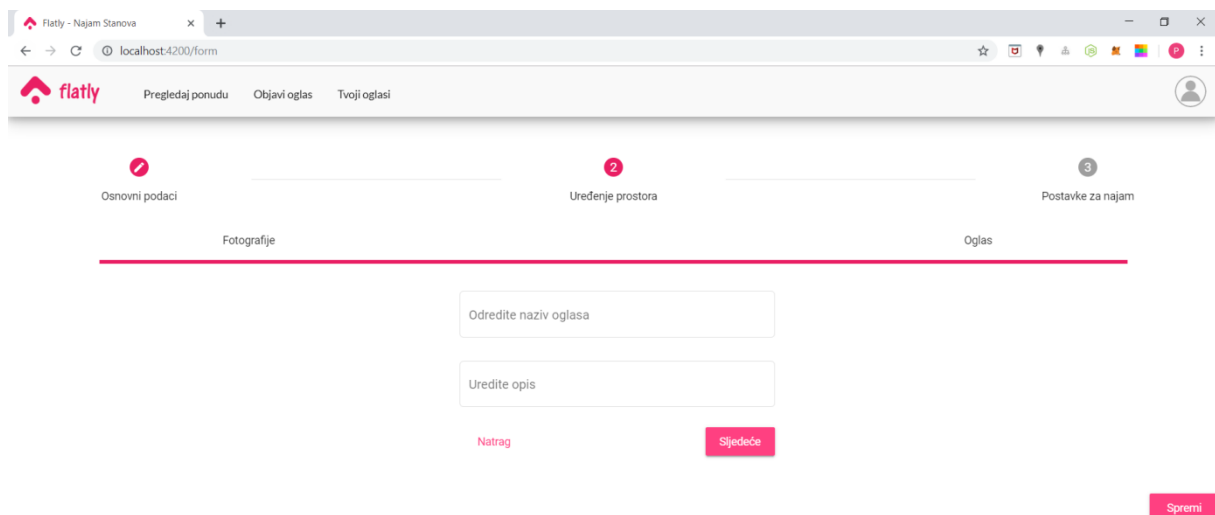 Flatly - Najam Stanova
localhost:4200/form
P
flatly
Pregledaj ponudu Objavi oglas Tvoji oglasi
2 3
Osnovni podaci Uređenje prostora Postavke za najam
Fotografije Oglas
Odredite naziv oglasa
Uredite opis
Natrag Sljedeće
Spremi